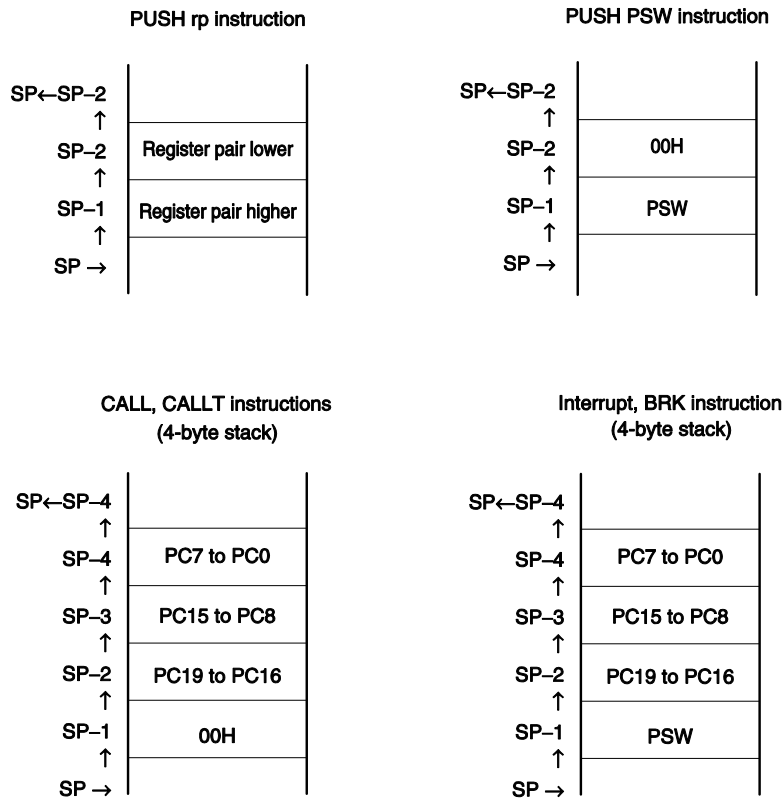 PUSH rp instruction
SP←SP–2
↑
SP–2
Register pair lower
↑
SP–1
Register pair higher
↑
SP →
PUSH PSW instruction
SP←SP–2
↑
SP–2
00H
↑
SP–1
PSW
↑
SP →
CALL, CALLT instructions
(4-byte stack)
SP←SP–4
↑
SP–4
PC7 to PC0
↑
SP–3
PC15 to PC8
↑
SP–2
PC19 to PC16
↑
SP–1
00H
↑
SP →
Interrupt, BRK instruction
(4-byte stack)
SP←SP–4
↑
SP–4
PC7 to PC0
↑
SP–3
PC15 to PC8
↑
SP–2
PC19 to PC16
↑
SP–1
PSW
↑
SP →